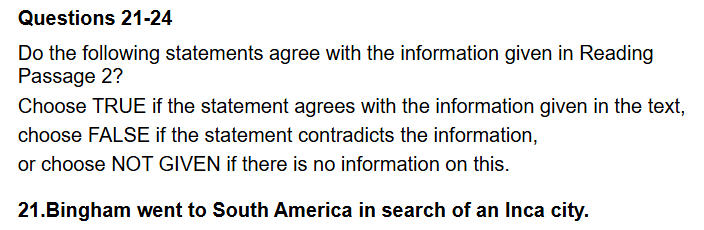 Questions 21-24
Do the following statements agree with the information given in Reading
Passage 2?
Choose TRUE if the statement agrees with the information given in the text,
choose FALSE if the statement contradicts the information,
or choose NOT GIVEN if there is no information on this.
21.Bingham went to South America in search of an Inca city.